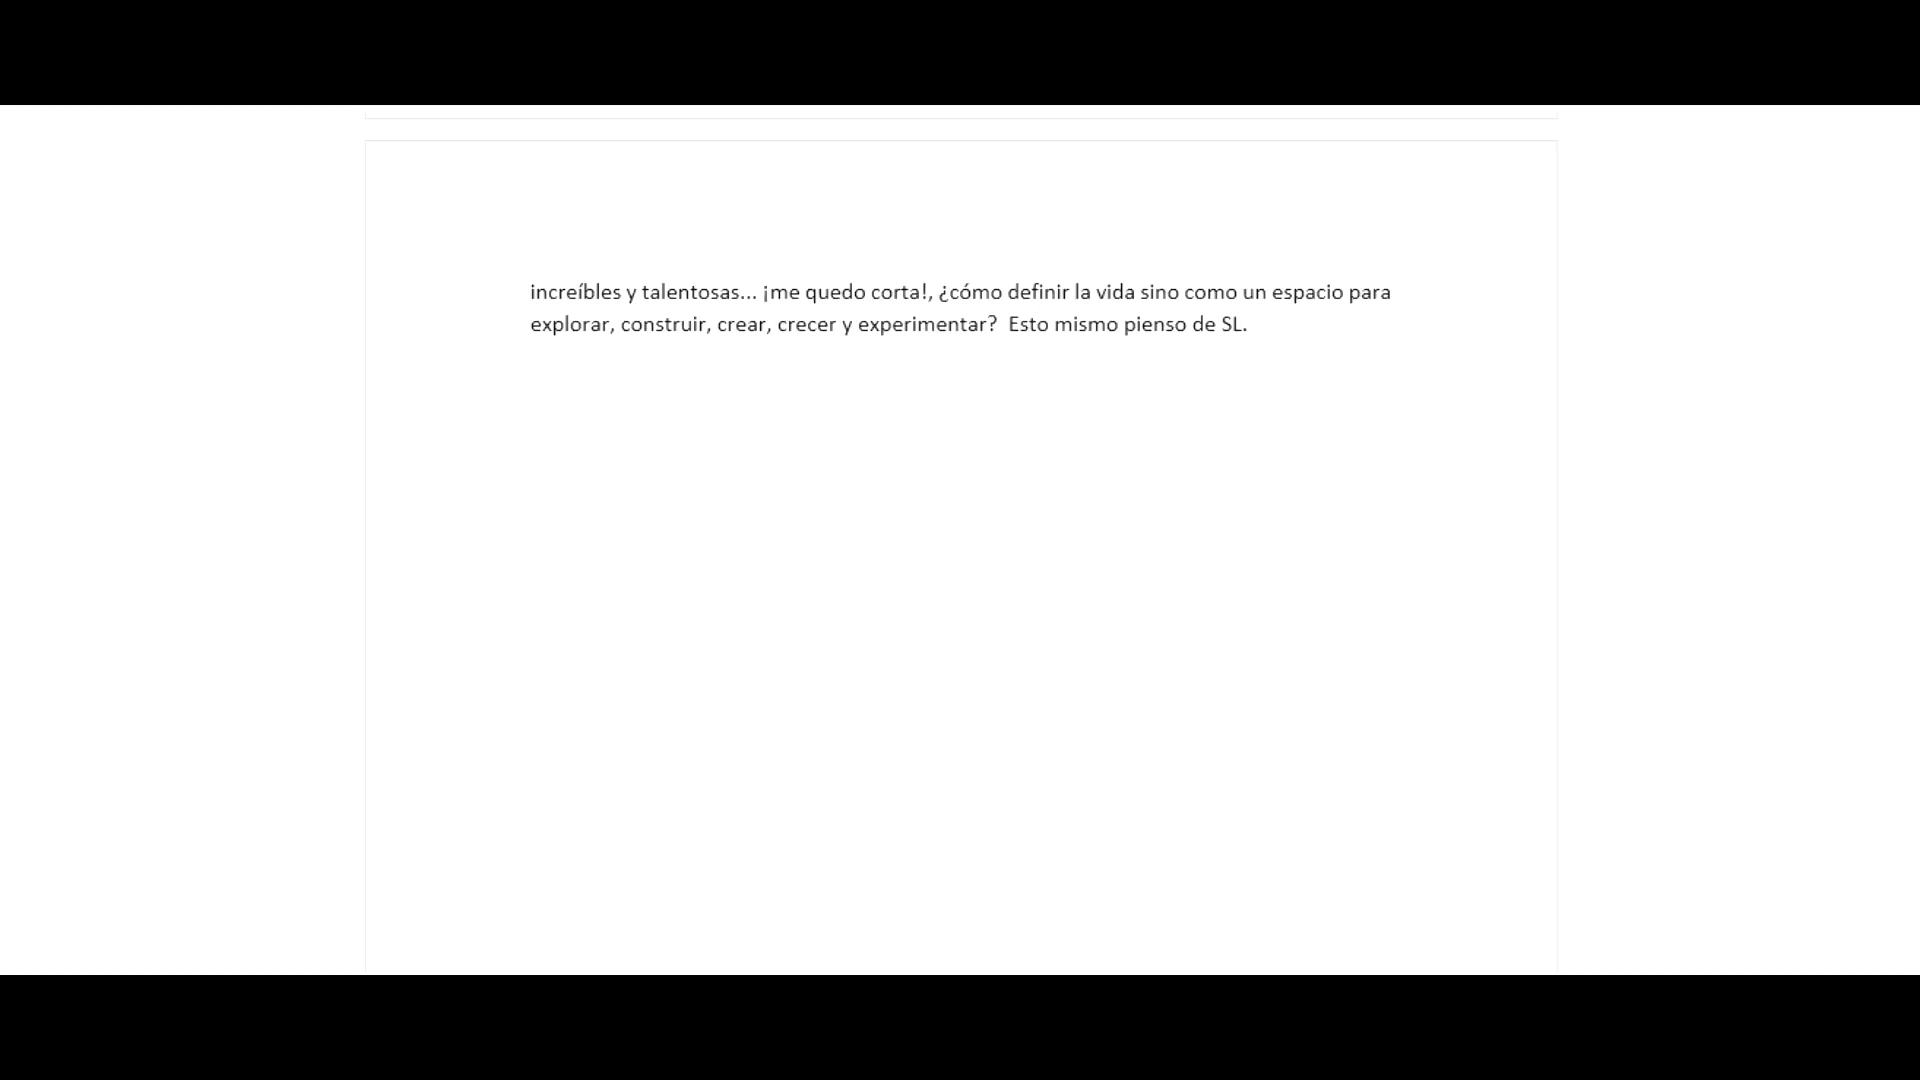 increíbles y talentosas... ¡me quedo corta!, ¿cómo definir la vida sino como un espacio para
explorar, construir, crear, crecer y experimentar?  Esto mismo pienso de SL.